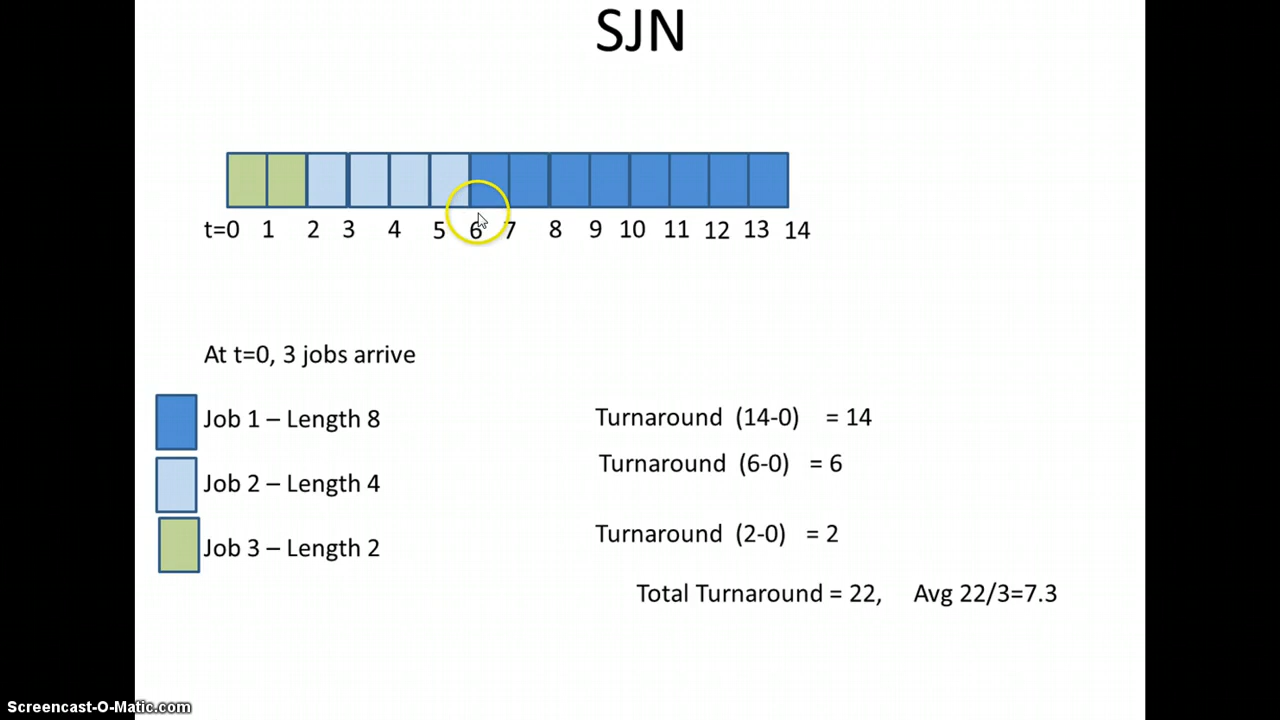 SJN
t=0 1 2 3 4 5 6 7 8 9 10 11 12 13 14
At t=0, 3 jobs arrive
Job 1 – Length 8 Turnaround (14-0) = 14
Job 2 – Length 4 Turnaround (6-0) = 6
Job 3 – Length 2 Turnaround (2-0) = 2
Total Turnaround = 22, Avg 22/3=7.3
Screencast-O-Matic.com